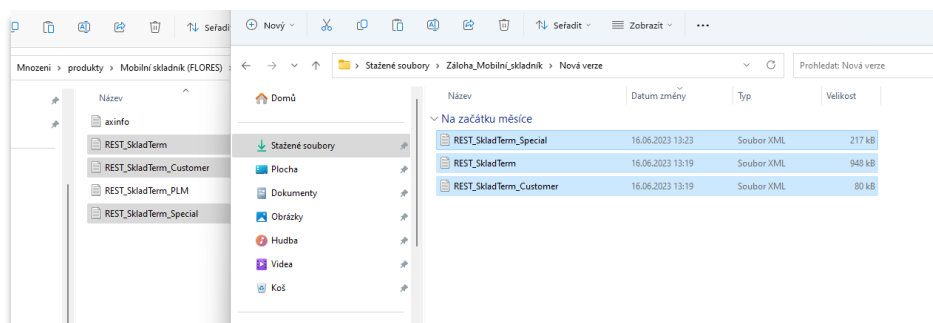 Seřadi
Mnozeni > produkty > Mobilní skladník (FLORES) >
Název
axinfo
REST_SkladTerm
REST_SkladTerm_Customer
REST_SkladTerm_PLM
REST_SkladTerm_Special
Nový
Seřadit
Zobrazit
Stažené soubory > Záloha_Mobilní_skladník > Nová verze
Prohledat: Nová verze
Domů
Stažené soubory
Plocha
Dokumenty
Obrázky
Hudba
Videa
Koš
Název Datum změny Typ Velikost
Na začátku měsíce
REST_SkladTerm_Special 16.06.2023 13:23 Soubor XML 217 kB
REST_SkladTerm 16.06.2023 13:19 Soubor XML 948 kB
REST_SkladTerm_Customer 16.06.2023 13:19 Soubor XML 80 kB